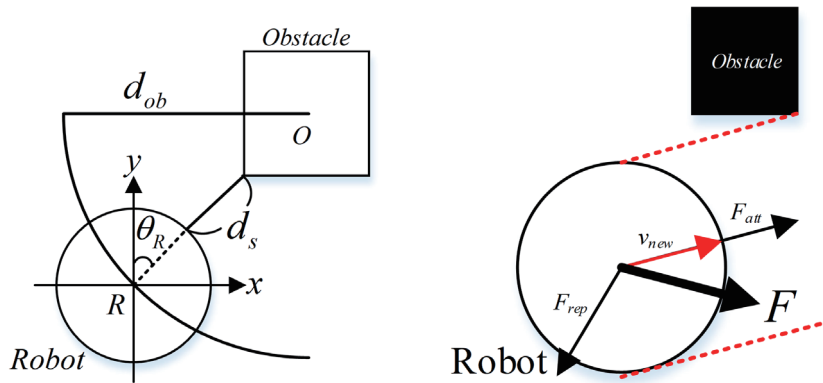 Obstacle
d_ob
O
y
θ_R
d_s
x
R
Robot
Obstacle
F_att
v_new
F_rep
F
Robot